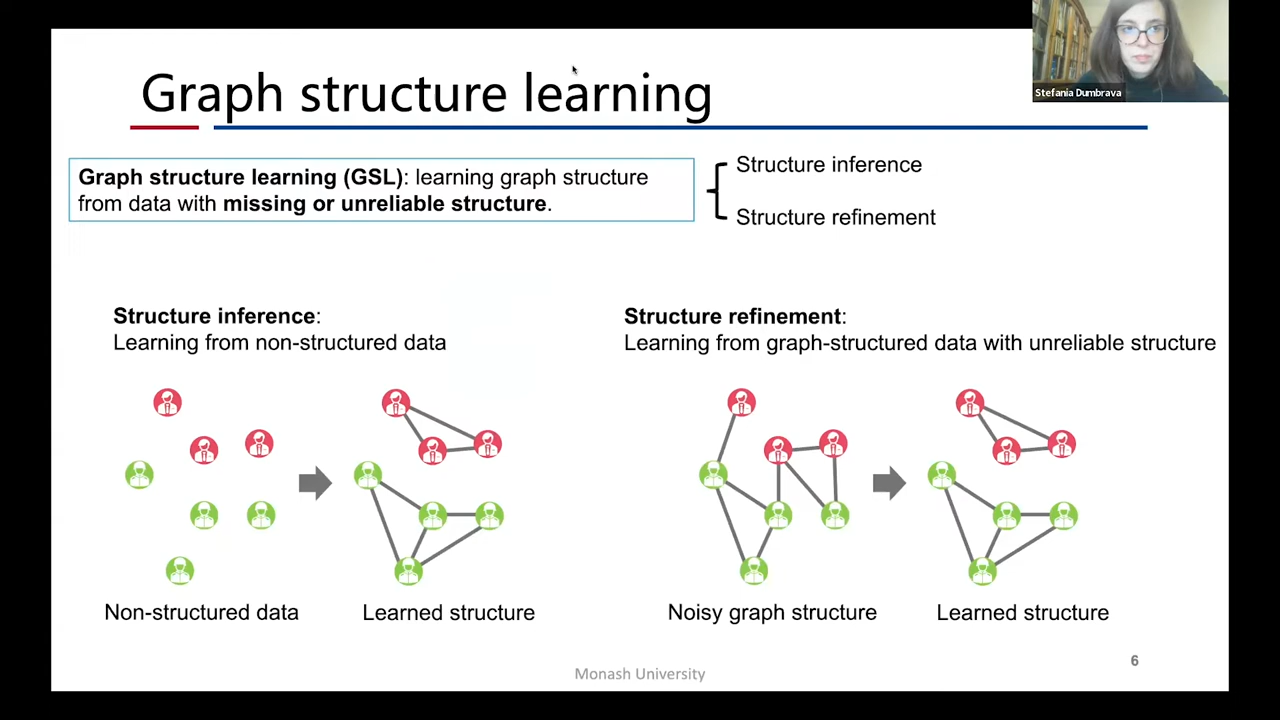 Graph structure learning
Stefania Dumbrava
Graph structure learning (GSL): learning graph structure
from data with missing or unreliable structure.
Structure inference
Structure refinement
Structure inference:
Learning from non-structured data
Structure refinement:
Learning from graph-structured data with unreliable structure
Non-structured data
Learned structure
Noisy graph structure
Learned structure
Monash University
6